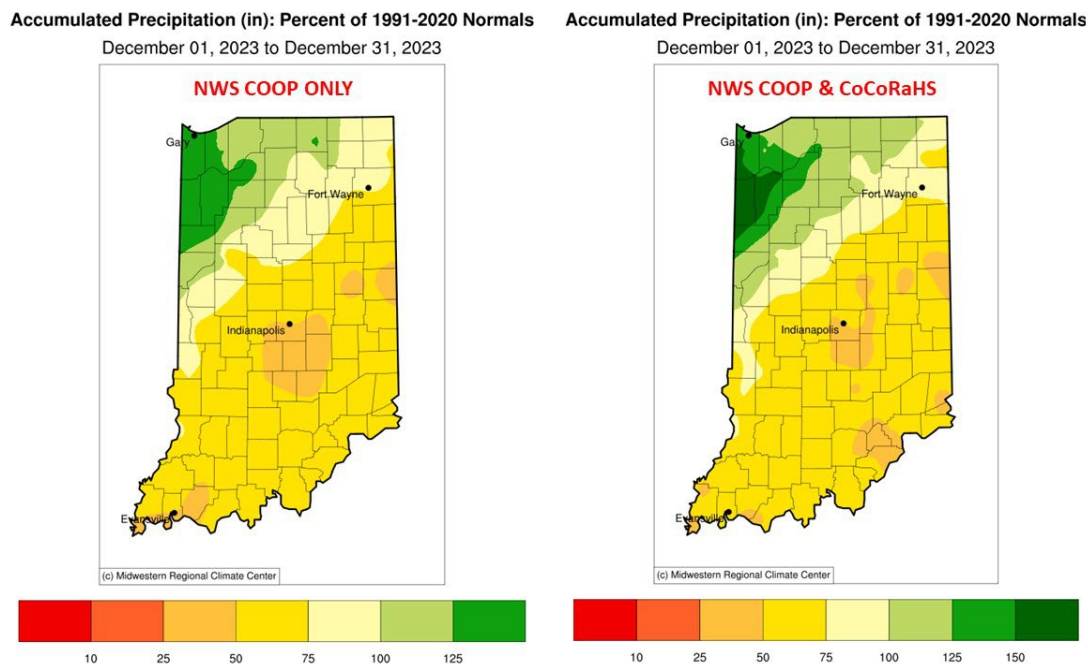 Accumulated Precipitation (in): Percent of 1991-2020 Normals
December 01, 2023 to December 31, 2023
NWS COOP ONLY
Gary
Fort Wayne
Indianapolis
Evansville
(c) Midwestern Regional Climate Center
10 25 50 75 100 125
Accumulated Precipitation (in): Percent of 1991-2020 Normals
December 01, 2023 to December 31, 2023
NWS COOP & CoCoRaHS
Gary
Fort Wayne
Indianapolis
Evansville
(c) Midwestern Regional Climate Center
10 25 50 75 100 125 150